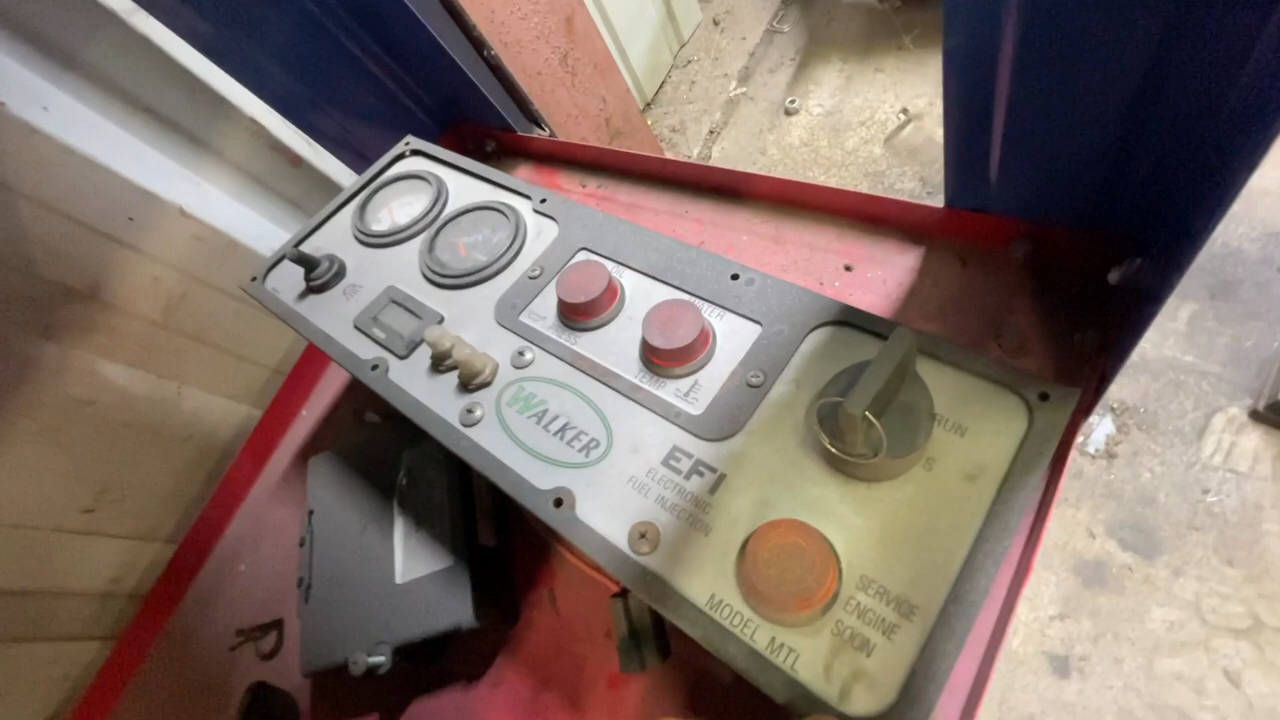 OIL
PRESS
WATER
TEMP
WALKER
EFI
ELECTRONIC
FUEL INJECTION
RUN
S
SERVICE
ENGINE
SOON
MODEL MTL
R